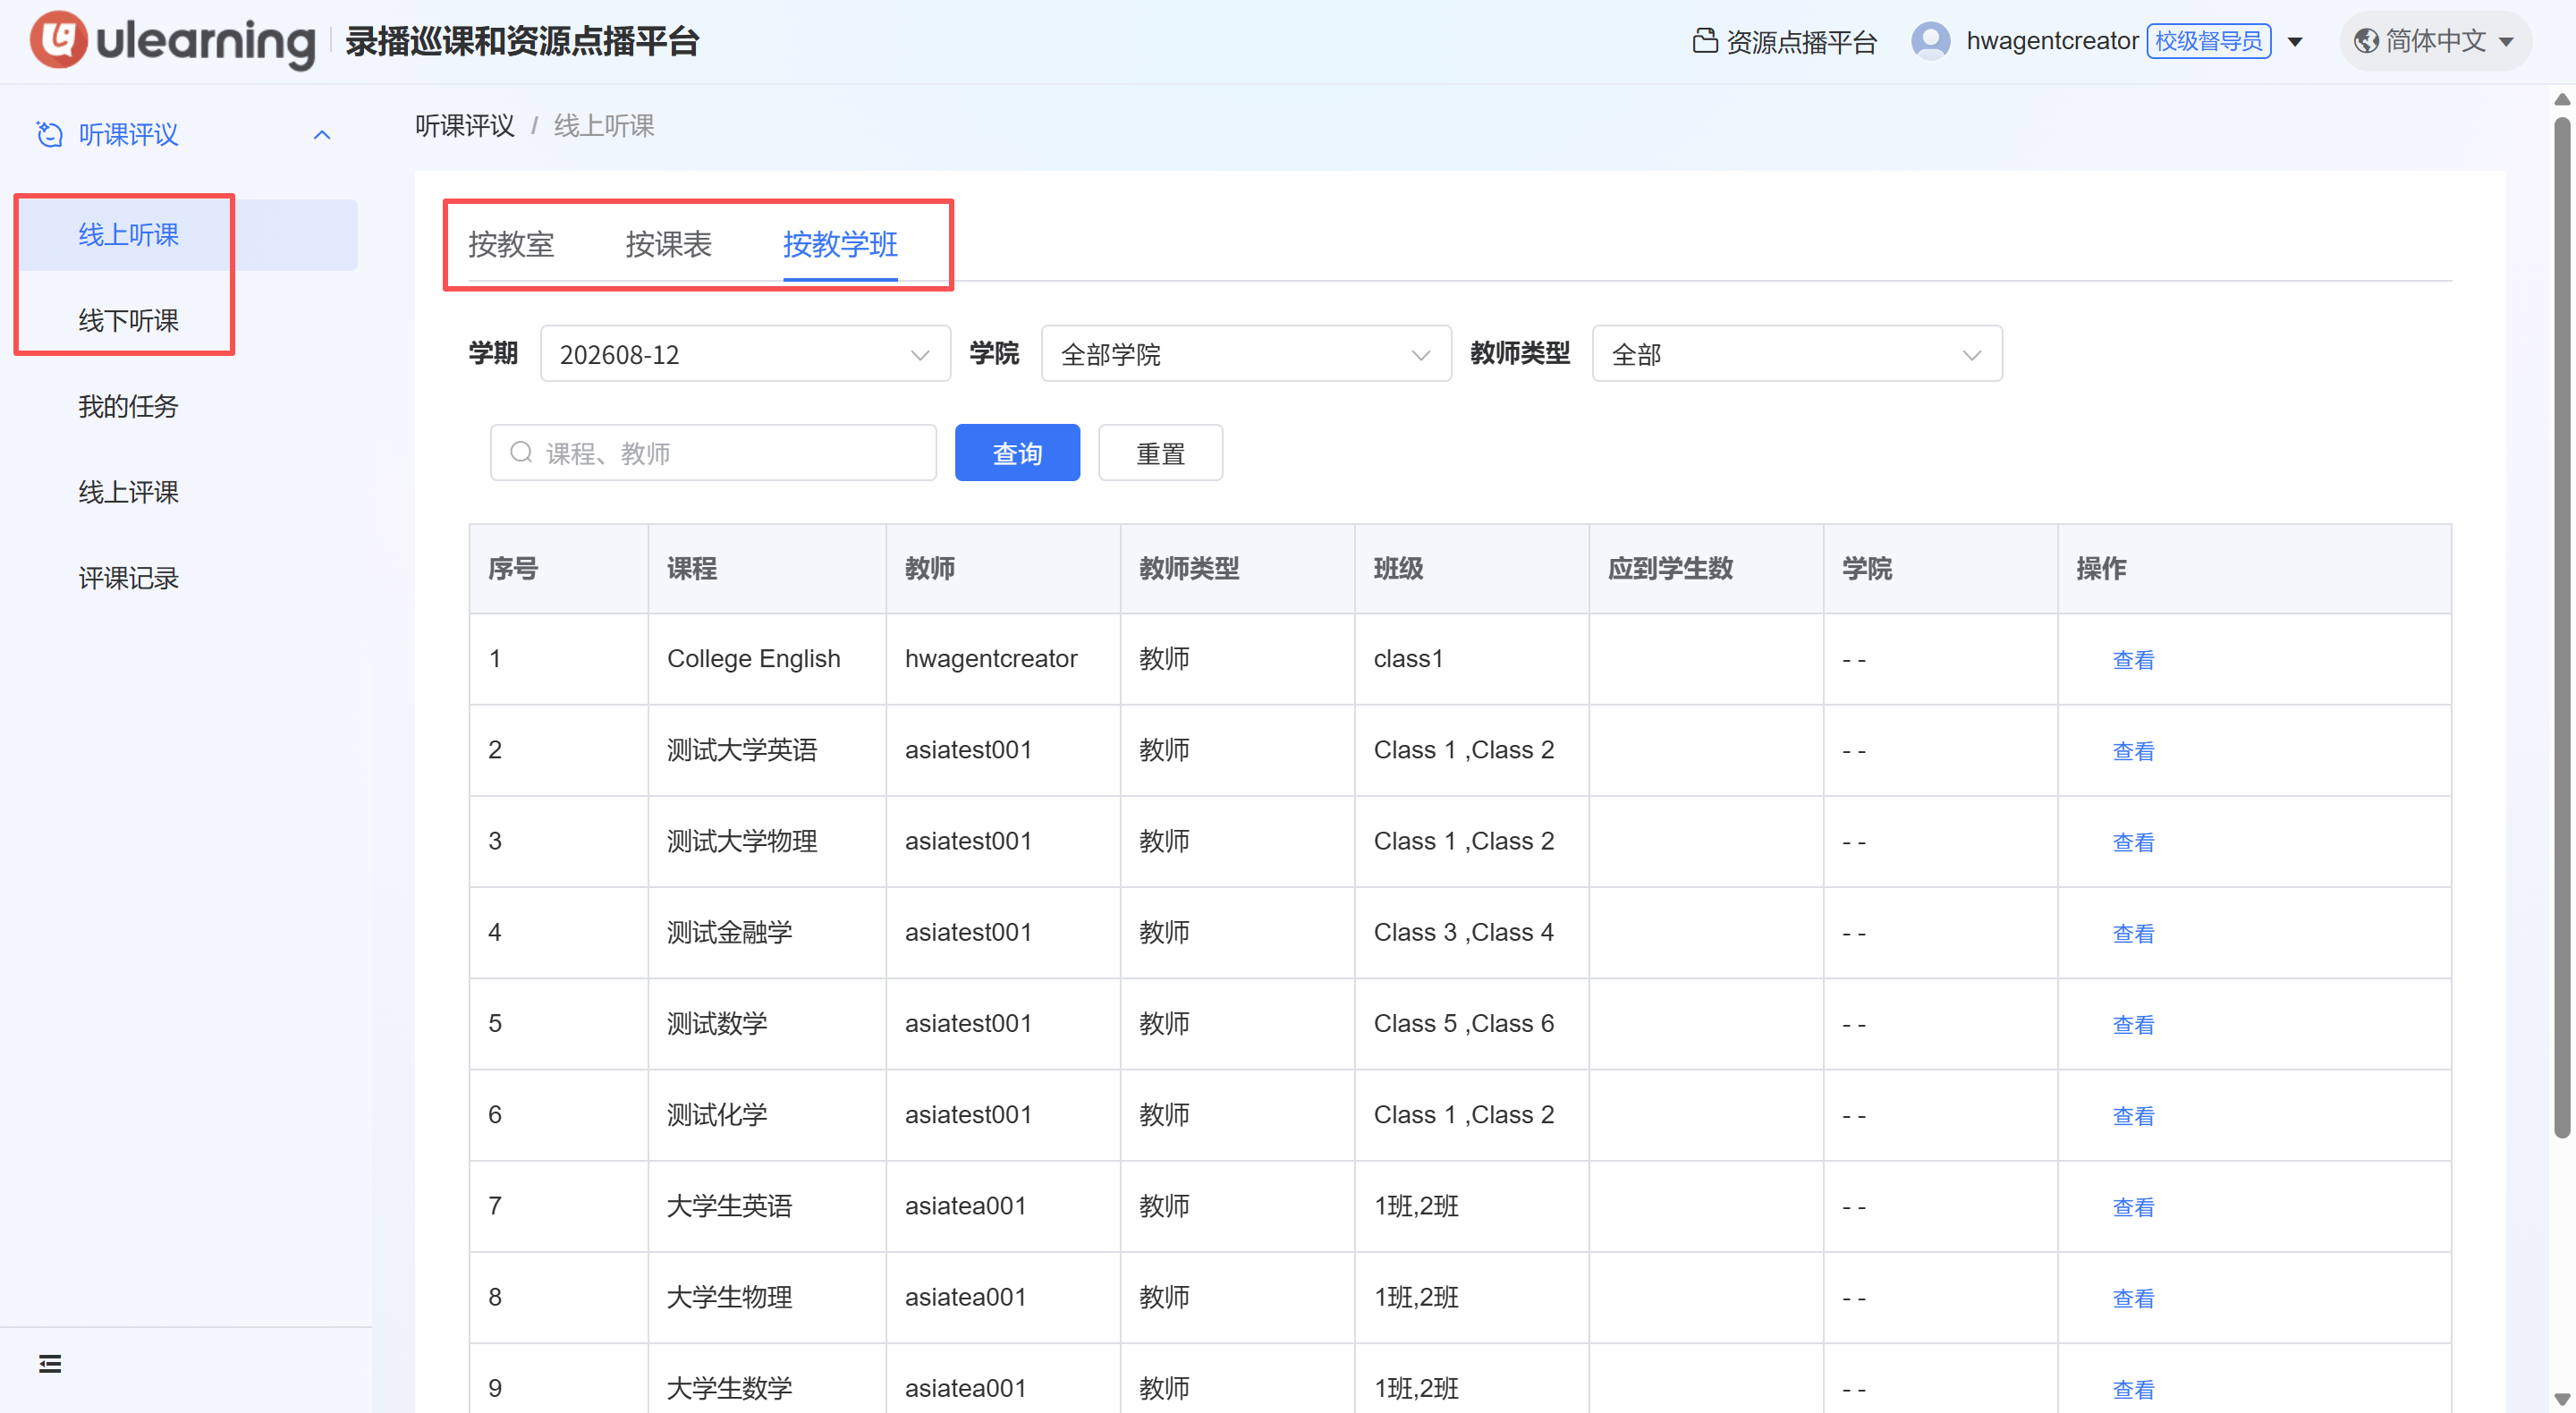 ulearning 录播巡课和资源点播平台 资源点播平台 hwagentcreator 校级督导员 简体中文
听课评议
线上听课
线下听课
我的任务
线上评课
评课记录
听课评议 / 线上听课
按教室 按课表 按教学班
学期 202608-12 学院 全部学院 教师类型 全部
课程、教师 查询 重置
序号 课程 教师 教师类型 班级 应到学生数 学院 操作
1 College English hwagentcreator 教师 class1 - - 查看
2 测试大学英语 asiatest001 教师 Class 1 ,Class 2 - - 查看
3 测试大学物理 asiatest001 教师 Class 1 ,Class 2 - - 查看
4 测试金融学 asiatest001 教师 Class 3 ,Class 4 - - 查看
5 测试数学 asiatest001 教师 Class 5 ,Class 6 - - 查看
6 测试化学 asiatest001 教师 Class 1 ,Class 2 - - 查看
7 大学生英语 asiatea001 教师 1班,2班 - - 查看
8 大学生物理 asiatea001 教师 1班,2班 - - 查看
9 大学生数学 asiatea001 教师 1班,2班 - - 查看